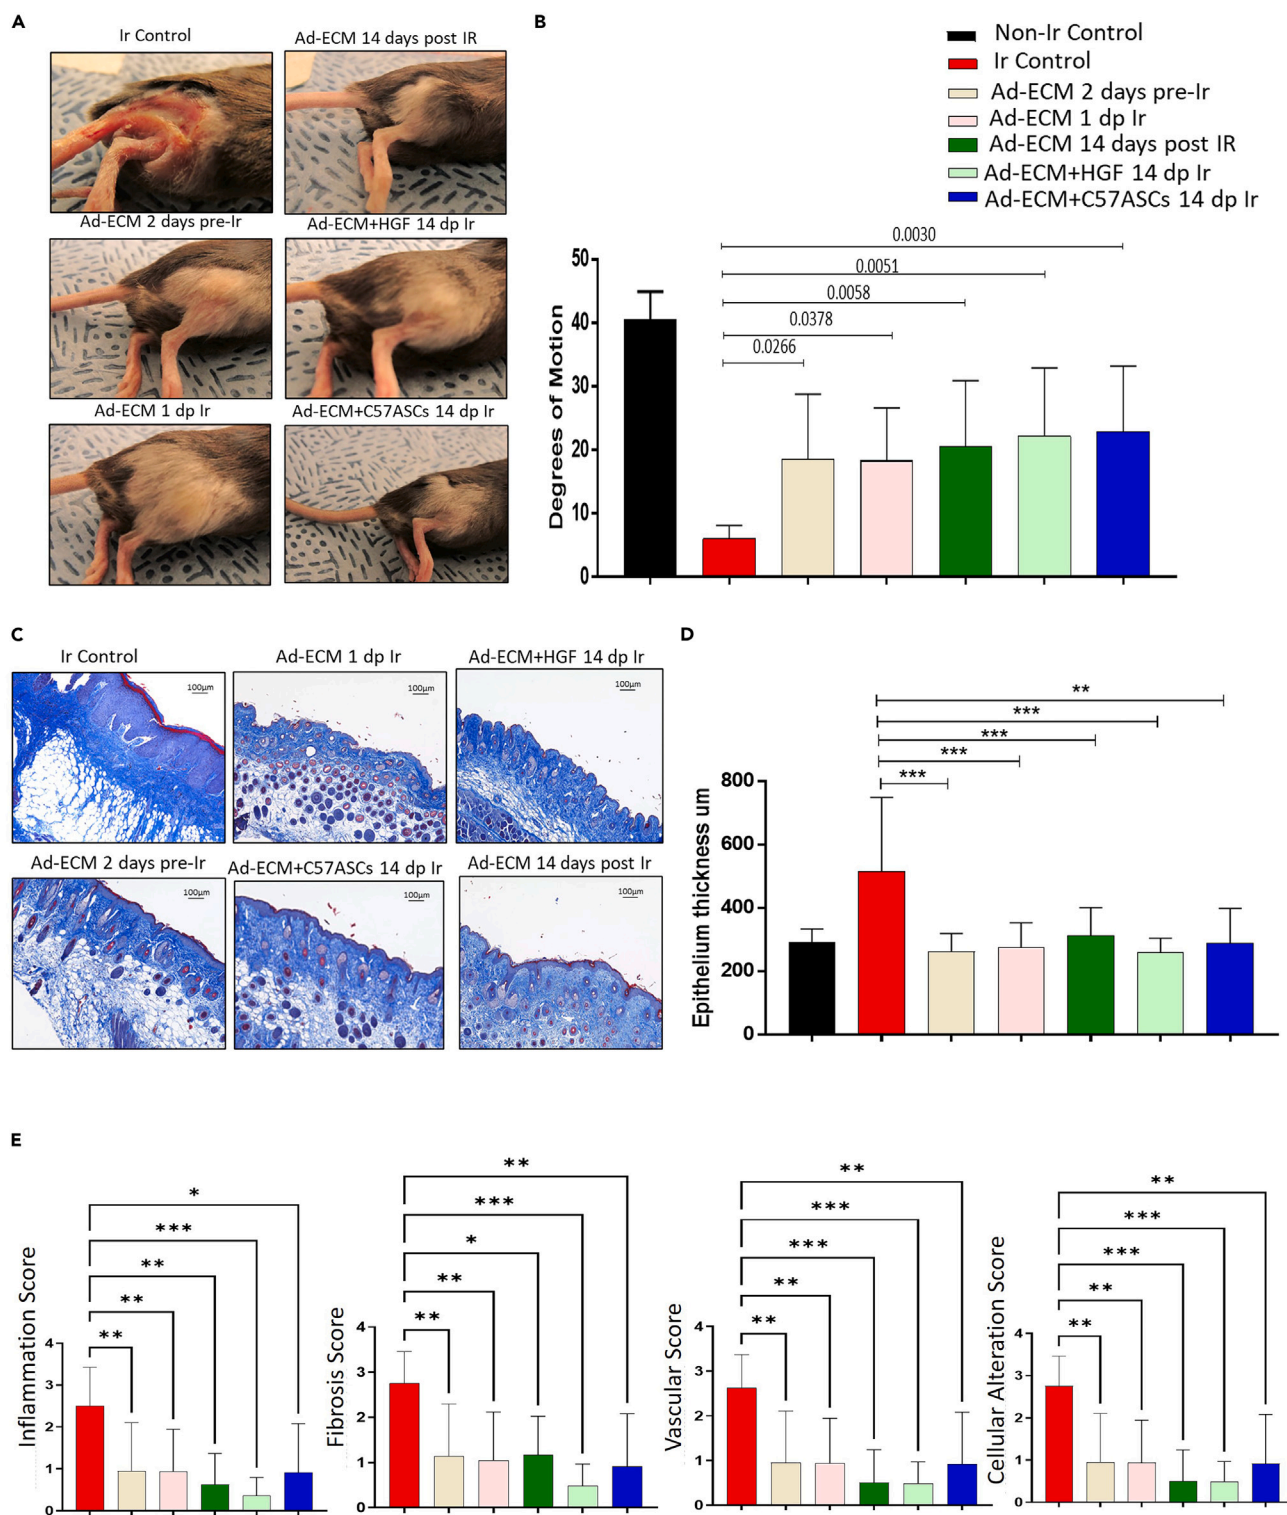 A
Ir Control
Ad-ECM 14 days post IR
Ad-ECM 2 days pre-Ir
Ad-ECM+HGF 14 dp Ir
Ad-ECM 1 dp Ir
Ad-ECM+C57ASCs 14 dp Ir
B
Non-Ir Control
Ir Control
Ad-ECM 2 days pre-Ir
Ad-ECM 1 dp Ir
Ad-ECM 14 days post IR
Ad-ECM+HGF 14 dp Ir
Ad-ECM+C57ASCs 14 dp Ir
0.0030
0.0051
0.0058
0.0378
0.0266
Degrees of Motion
50
40
30
20
10
0
C
Ir Control
Ad-ECM 1 dp Ir
Ad-ECM+HGF 14 dp Ir
100µm
100µm
100µm
Ad-ECM 2 days pre-Ir
Ad-ECM+C57ASCs 14 dp Ir
Ad-ECM 14 days post Ir
100µm
100µm
100µm
D
**
***
***
***
***
Epithelium thickness um
800
600
400
200
0
E
*
***
**
**
**
Inflammation Score
4
3
2
1
0
**
***
*
**
**
Fibrosis Score
4
3
2
1
0
**
***
***
**
**
Vascular Score
4
3
2
1
0
**
***
***
**
**
Cellular Alteration Score
4
3
2
1
0